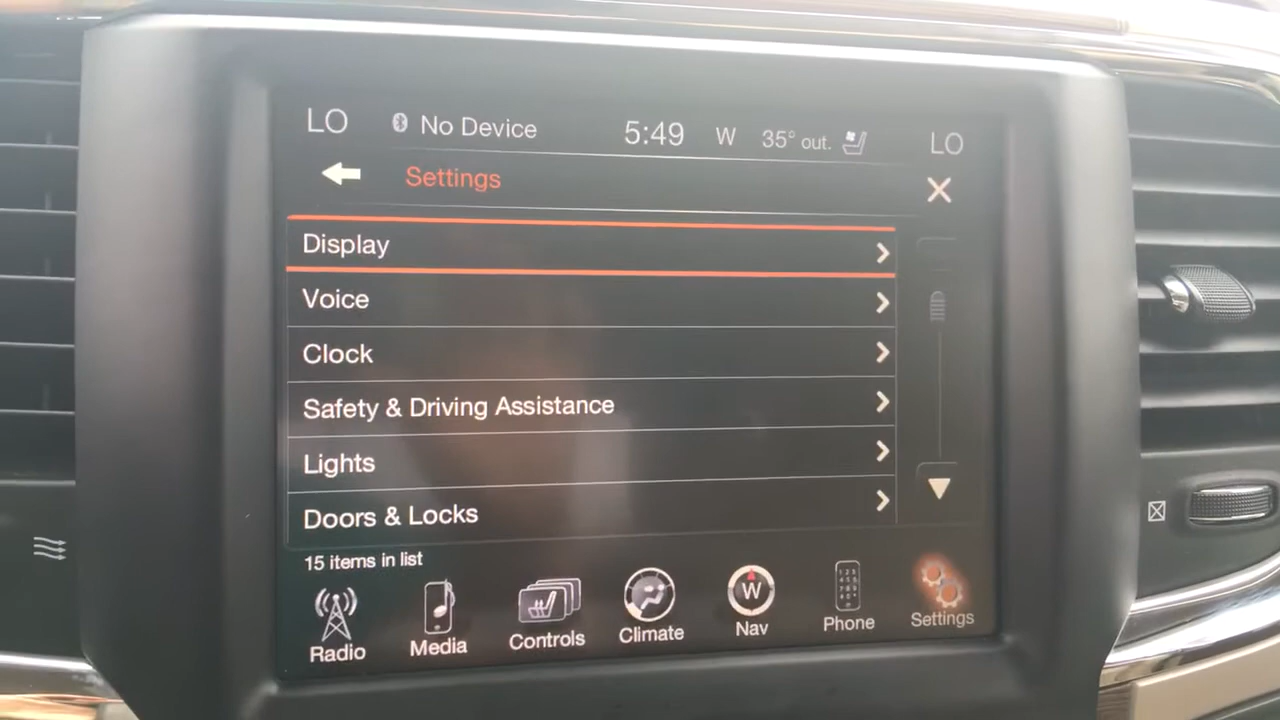 LO No Device 5:49 W 35° out. LO
Settings
Display
Voice
Clock
Safety & Driving Assistance
Lights
Doors & Locks
15 items in list
Radio Media Controls Climate W Nav Phone Settings